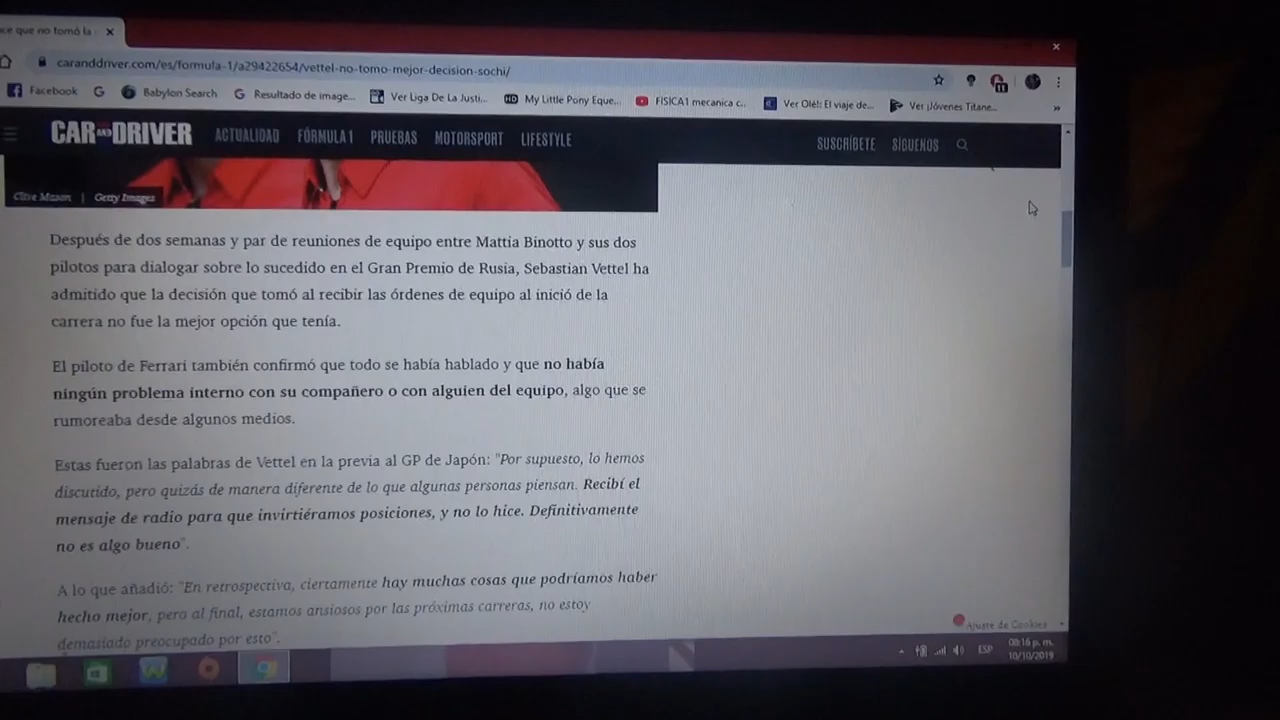 ce que no tomó la
caranddriver.com/es/formula-1/a29422654/vettel-no-tomo-mejor-decision-sochi/
Facebook
Babylon Search
Resultado de image...
Ver Liga De La Justi...
My Little Pony Eque...
FISICA1 mecanica c...
Ver Olé!: El viaje de...
Ver ¡Jóvenes Titane...
»
CAR AND DRIVER ACTUALIDAD FÓRMULA 1 PRUEBAS MOTORSPORT LIFESTYLE SUSCRÍBETE SÍGUENOS
Clive Mason | Getty Images
Después de dos semanas y par de reuniones de equipo entre Mattia Binotto y sus dos
pilotos para dialogar sobre lo sucedido en el Gran Premio de Rusia, Sebastian Vettel ha
admitido que la decisión que tomó al recibir las órdenes de equipo al inició de la
carrera no fue la mejor opción que tenía.
El piloto de Ferrari también confirmó que todo se había hablado y que no había
ningún problema interno con su compañero o con alguien del equipo, algo que se
rumoreaba desde algunos medios.
Estas fueron las palabras de Vettel en la previa al GP de Japón: "Por supuesto, lo hemos
discutido, pero quizás de manera diferente de lo que algunas personas piensan. Recibí el
mensaje de radio para que invirtiéramos posiciones, y no lo hice. Definitivamente
no es algo bueno".
A lo que añadió: "En retrospectiva, ciertamente hay muchas cosas que podríamos haber
hecho mejor, pero al final, estamos ansiosos por las próximas carreras, no estoy
demasiado preocupado por esto".
Ajuste de Cookies
ESP
08:16 p. m.
10/10/2019